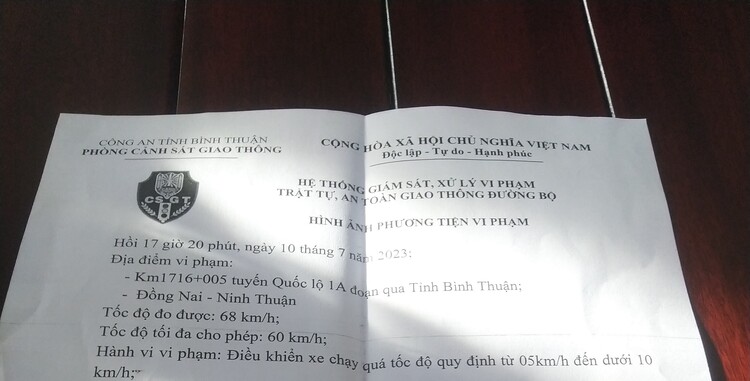 CÔNG AN TỈNH BÌNH THUẬN
PHÒNG CẢNH SÁT GIAO THÔNG
CỘNG HÒA XÃ HỘI CHỦ NGHĨA VIỆT NAM
Độc lập - Tự do - Hạnh phúc
CSGT
HỆ THỐNG GIÁM SÁT, XỬ LÝ VI PHẠM
TRẬT TỰ, AN TOÀN GIAO THÔNG ĐƯỜNG BỘ
HÌNH ẢNH PHƯƠNG TIỆN VI PHẠM
Hồi 17 giờ 20 phút, ngày 10 tháng 7 năm 2023;
Địa điểm vi phạm:
- Km1716+005 tuyến Quốc lộ 1A đoạn qua Tỉnh Bình Thuận;
- Đồng Nai - Ninh Thuận
Tốc độ đo được: 68 km/h;
Tốc độ tối đa cho phép: 60 km/h;
Hành vi vi phạm: Điều khiển xe chạy quá tốc độ quy định từ 05km/h đến dưới 10
km/h;